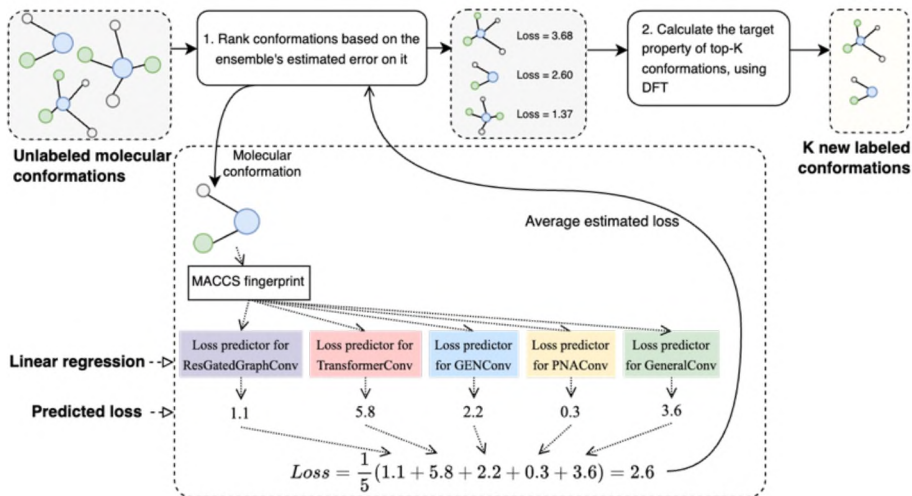 1. Rank conformations based on the
ensemble's estimated error on it
Loss = 3.68
Loss = 2.60
Loss = 1.37
2. Calculate the target
property of top-K
conformations, using
DFT
Unlabeled molecular
conformations
K new labeled
conformations
Molecular
conformation
Average estimated loss
MACCS fingerprint
Linear regression
Loss predictor for
ResGatedGraphConv
Loss predictor for
TransformerConv
Loss predictor
for GENConv
Loss predictor
for PNAConv
Loss predictor
for GeneralConv
Predicted loss
1.1
5.8
2.2
0.3
3.6
Loss = 1/5(1.1 + 5.8 + 2.2 + 0.3 + 3.6) = 2.6